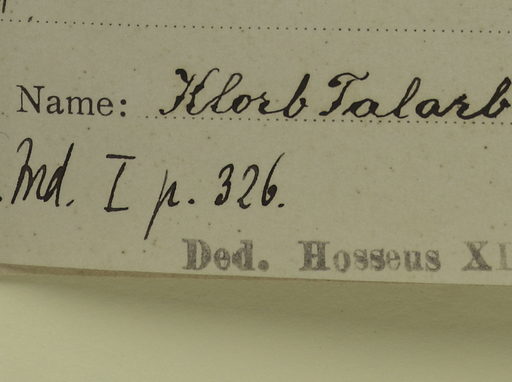 Name: Klorb Talarb
. Ind. I p. 326.
Ded. Hosseus XI